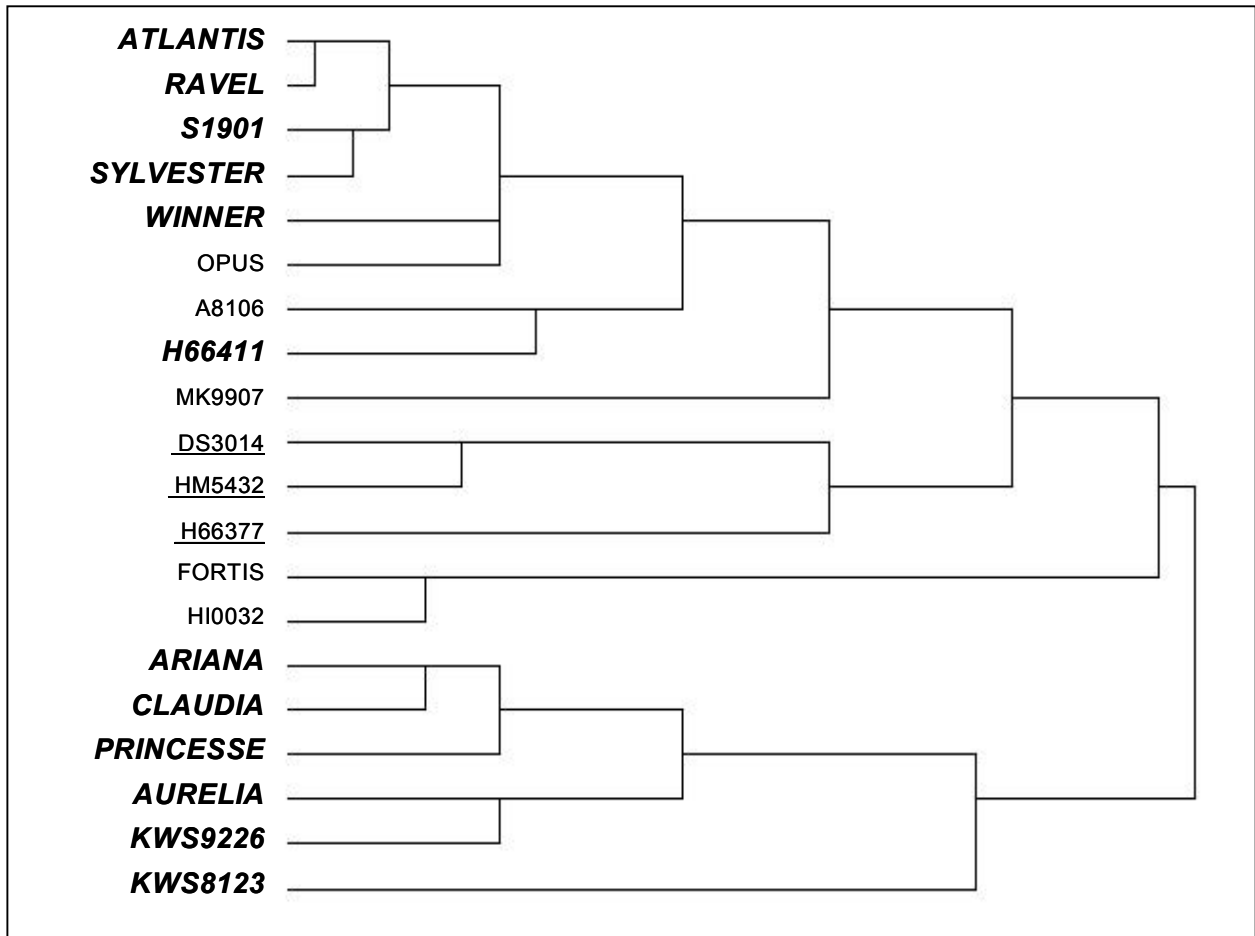 ATLANTIS
RAVEL
S1901
SYLVESTER
WINNER
OPUS
A8106
H66411
MK9907
DS3014
HM5432
H66377
FORTIS
HI0032
ARIANA
CLAUDIA
PRINCESSE
AURELIA
KWS9226
KWS8123